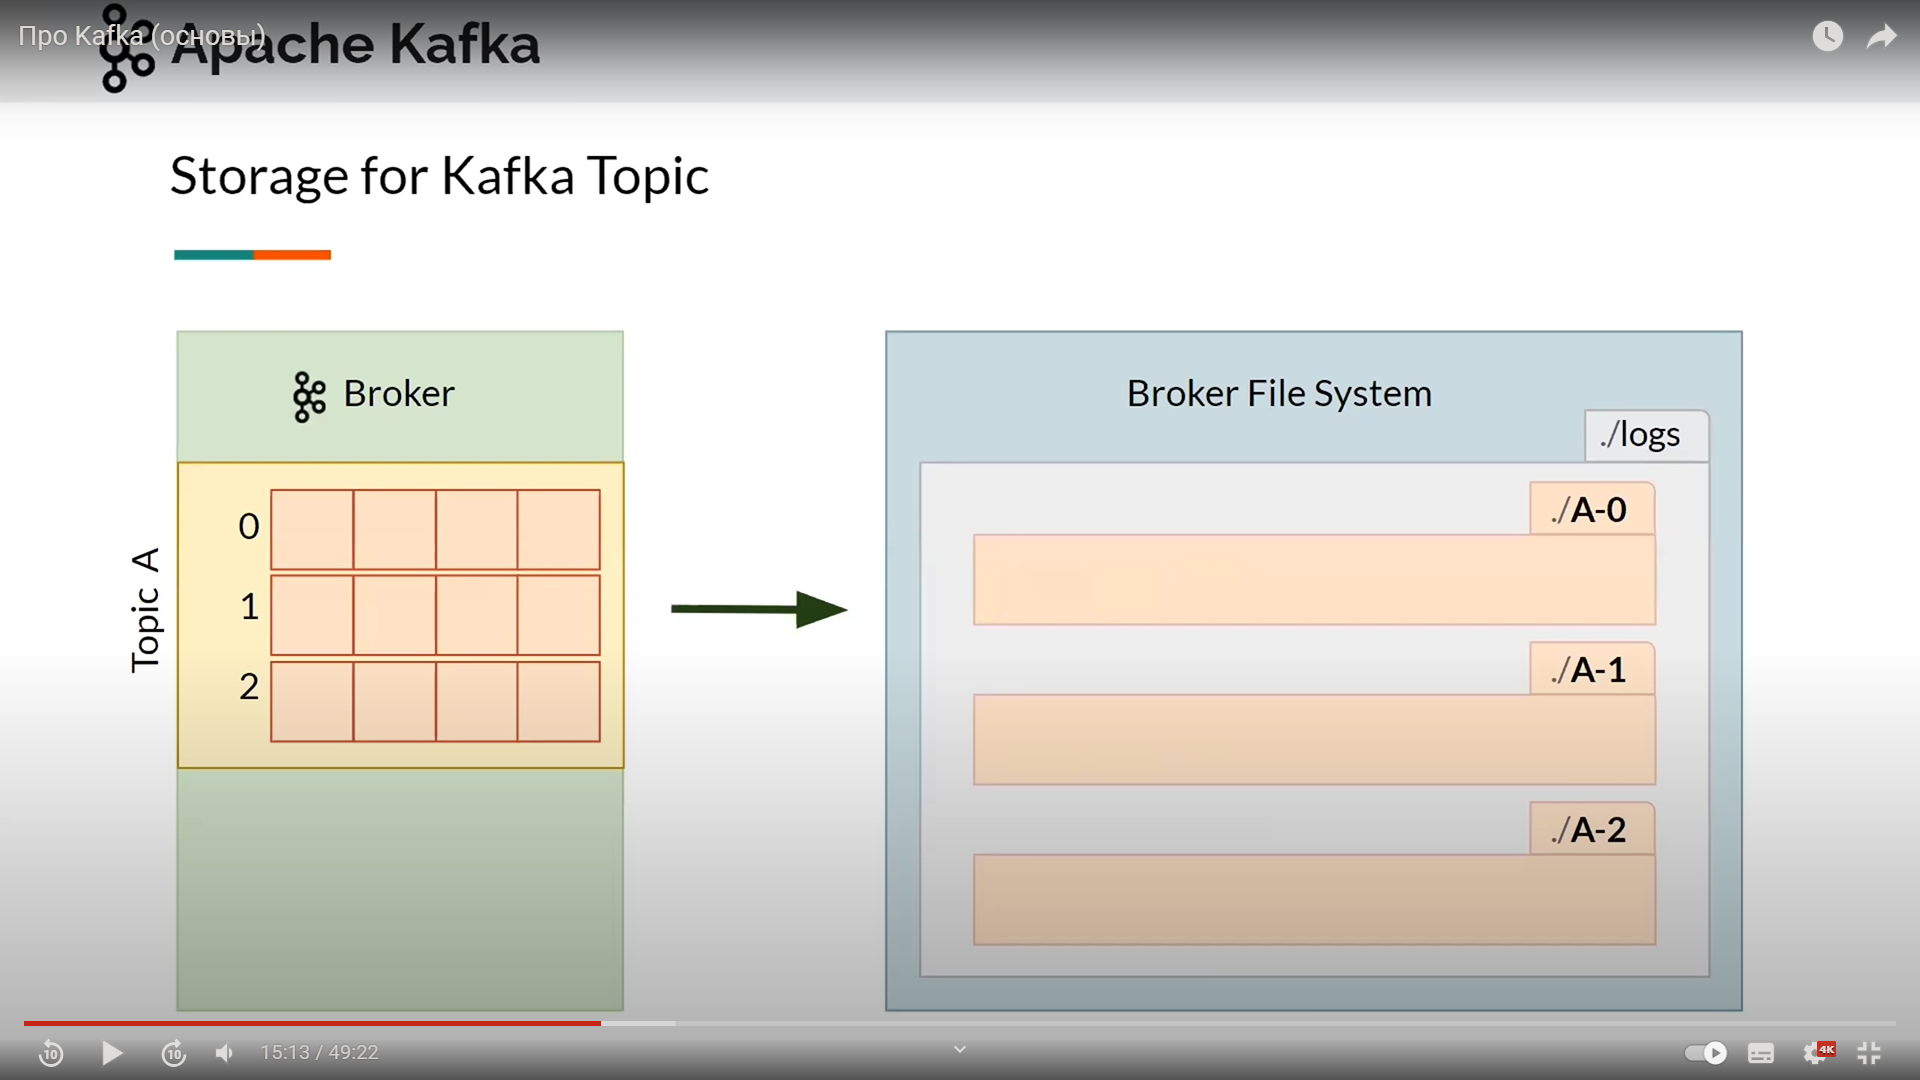 Про Kafka (основы)
Apache Kafka
Storage for Kafka Topic
Broker
Topic A
0
1
2
Broker File System
./logs
./A-0
./A-1
./A-2
10
10
15:13 / 49:22
4K